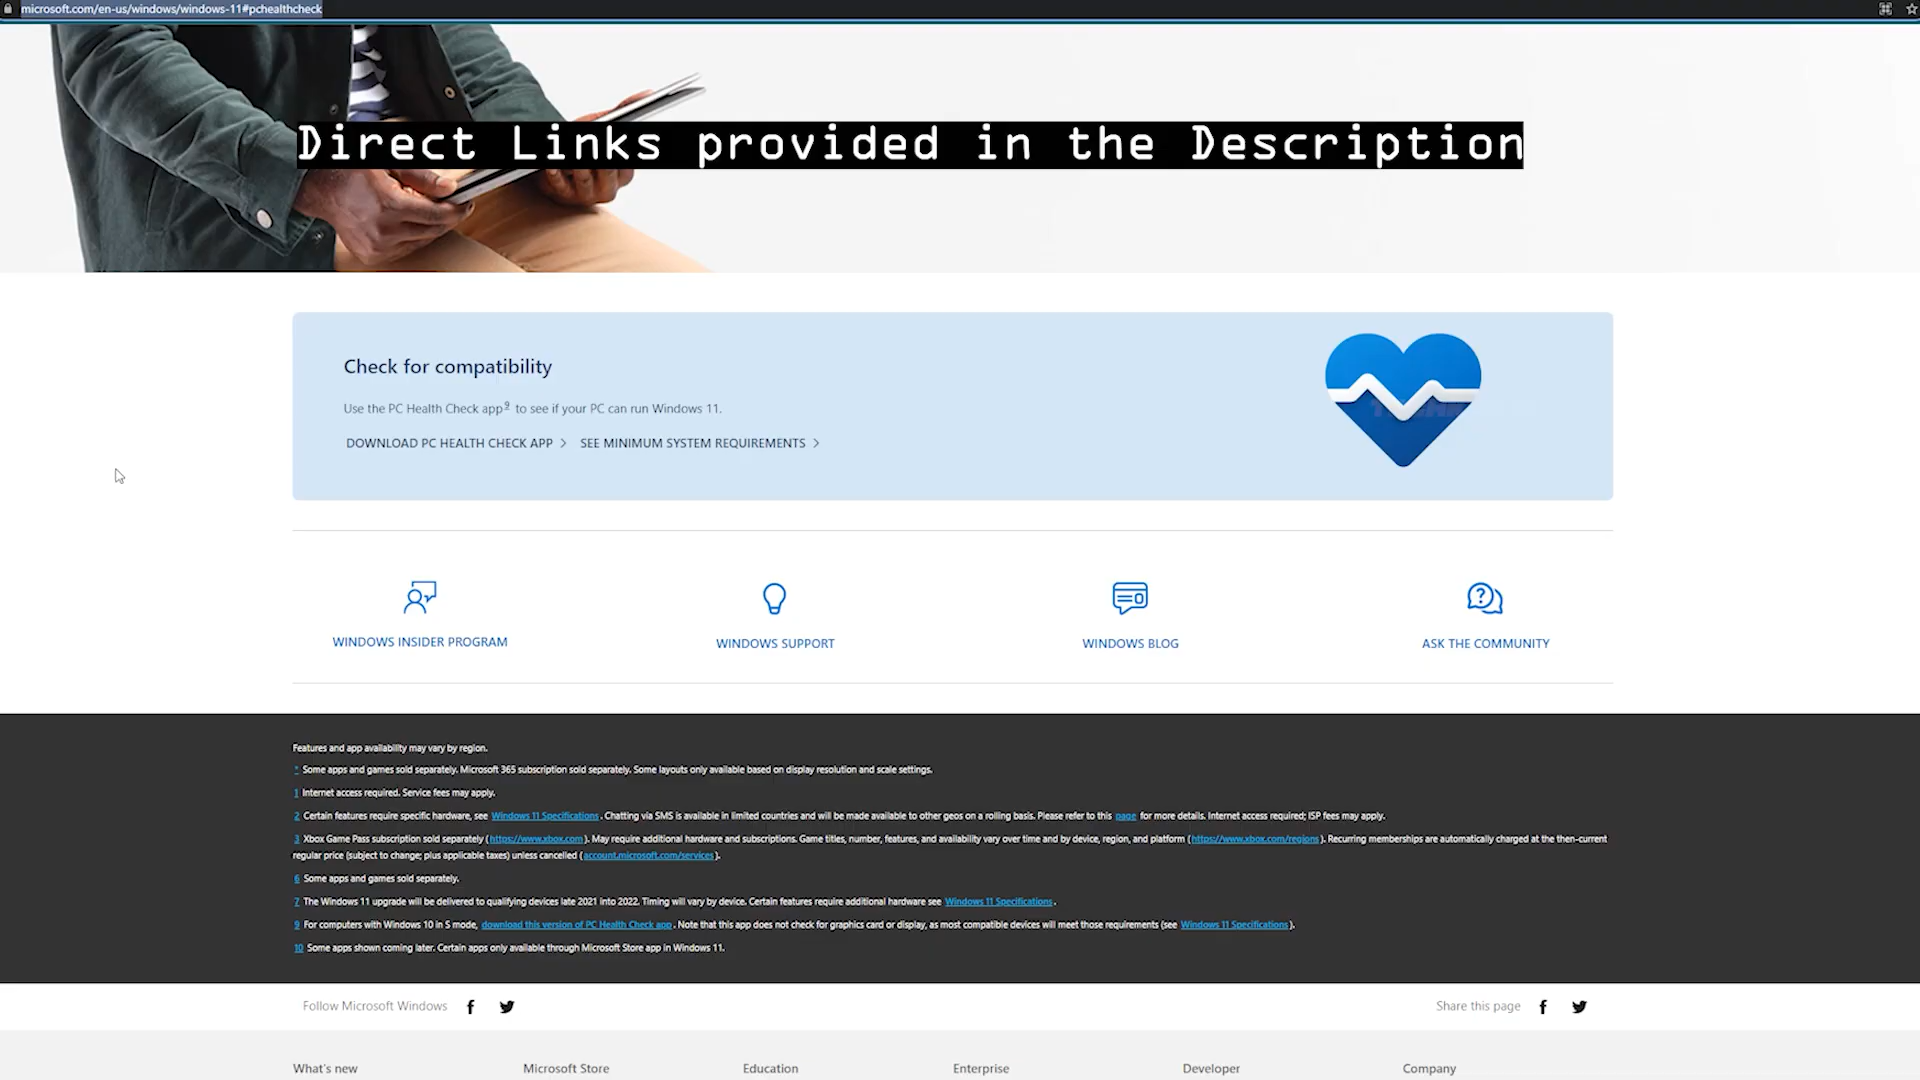 microsoft.com/en-us/windows/windows-11#pchealthcheck
Direct Links provided in the Description
Check for compatibility
Use the PC Health Check app9 to see if your PC can run Windows 11.
DOWNLOAD PC HEALTH CHECK APP > SEE MINIMUM SYSTEM REQUIREMENTS >
WINDOWS INSIDER PROGRAM
WINDOWS SUPPORT
WINDOWS BLOG
ASK THE COMMUNITY
Features and app availability may vary by region.
* Some apps and games sold separately. Microsoft 365 subscription sold separately. Some layouts only available based on display resolution and scale settings.
1 Internet access required. Service fees may apply.
2 Certain features require specific hardware, see Windows 11 Specifications. Chatting via SMS is available in limited countries and will be made available to other geos on a rolling basis. Please refer to this page for more details. Internet access required; ISP fees may apply.
3 Xbox Game Pass subscription sold separately (https://www.xbox.com). May require additional hardware and subscriptions. Game titles, number, features, and availability vary over time and by device, region, and platform (https://www.xbox.com/regions). Recurring memberships are automatically charged at the then-current
regular price (subject to change; plus applicable taxes) unless cancelled (account.microsoft.com/services).
6 Some apps and games sold separately.
7 The Windows 11 upgrade will be delivered to qualifying devices late 2021 into 2022. Timing will vary by device. Certain features require additional hardware see Windows 11 Specifications.
9 For computers with Windows 10 in S mode, download this version of PC Health Check app. Note that this app does not check for graphics card or display, as most compatible devices will meet those requirements (see Windows 11 Specifications).
10 Some apps shown coming later. Certain apps only available through Microsoft Store app in Windows 11.
Follow Microsoft Windows
Share this page
What's new
Microsoft Store
Education
Enterprise
Developer
Company